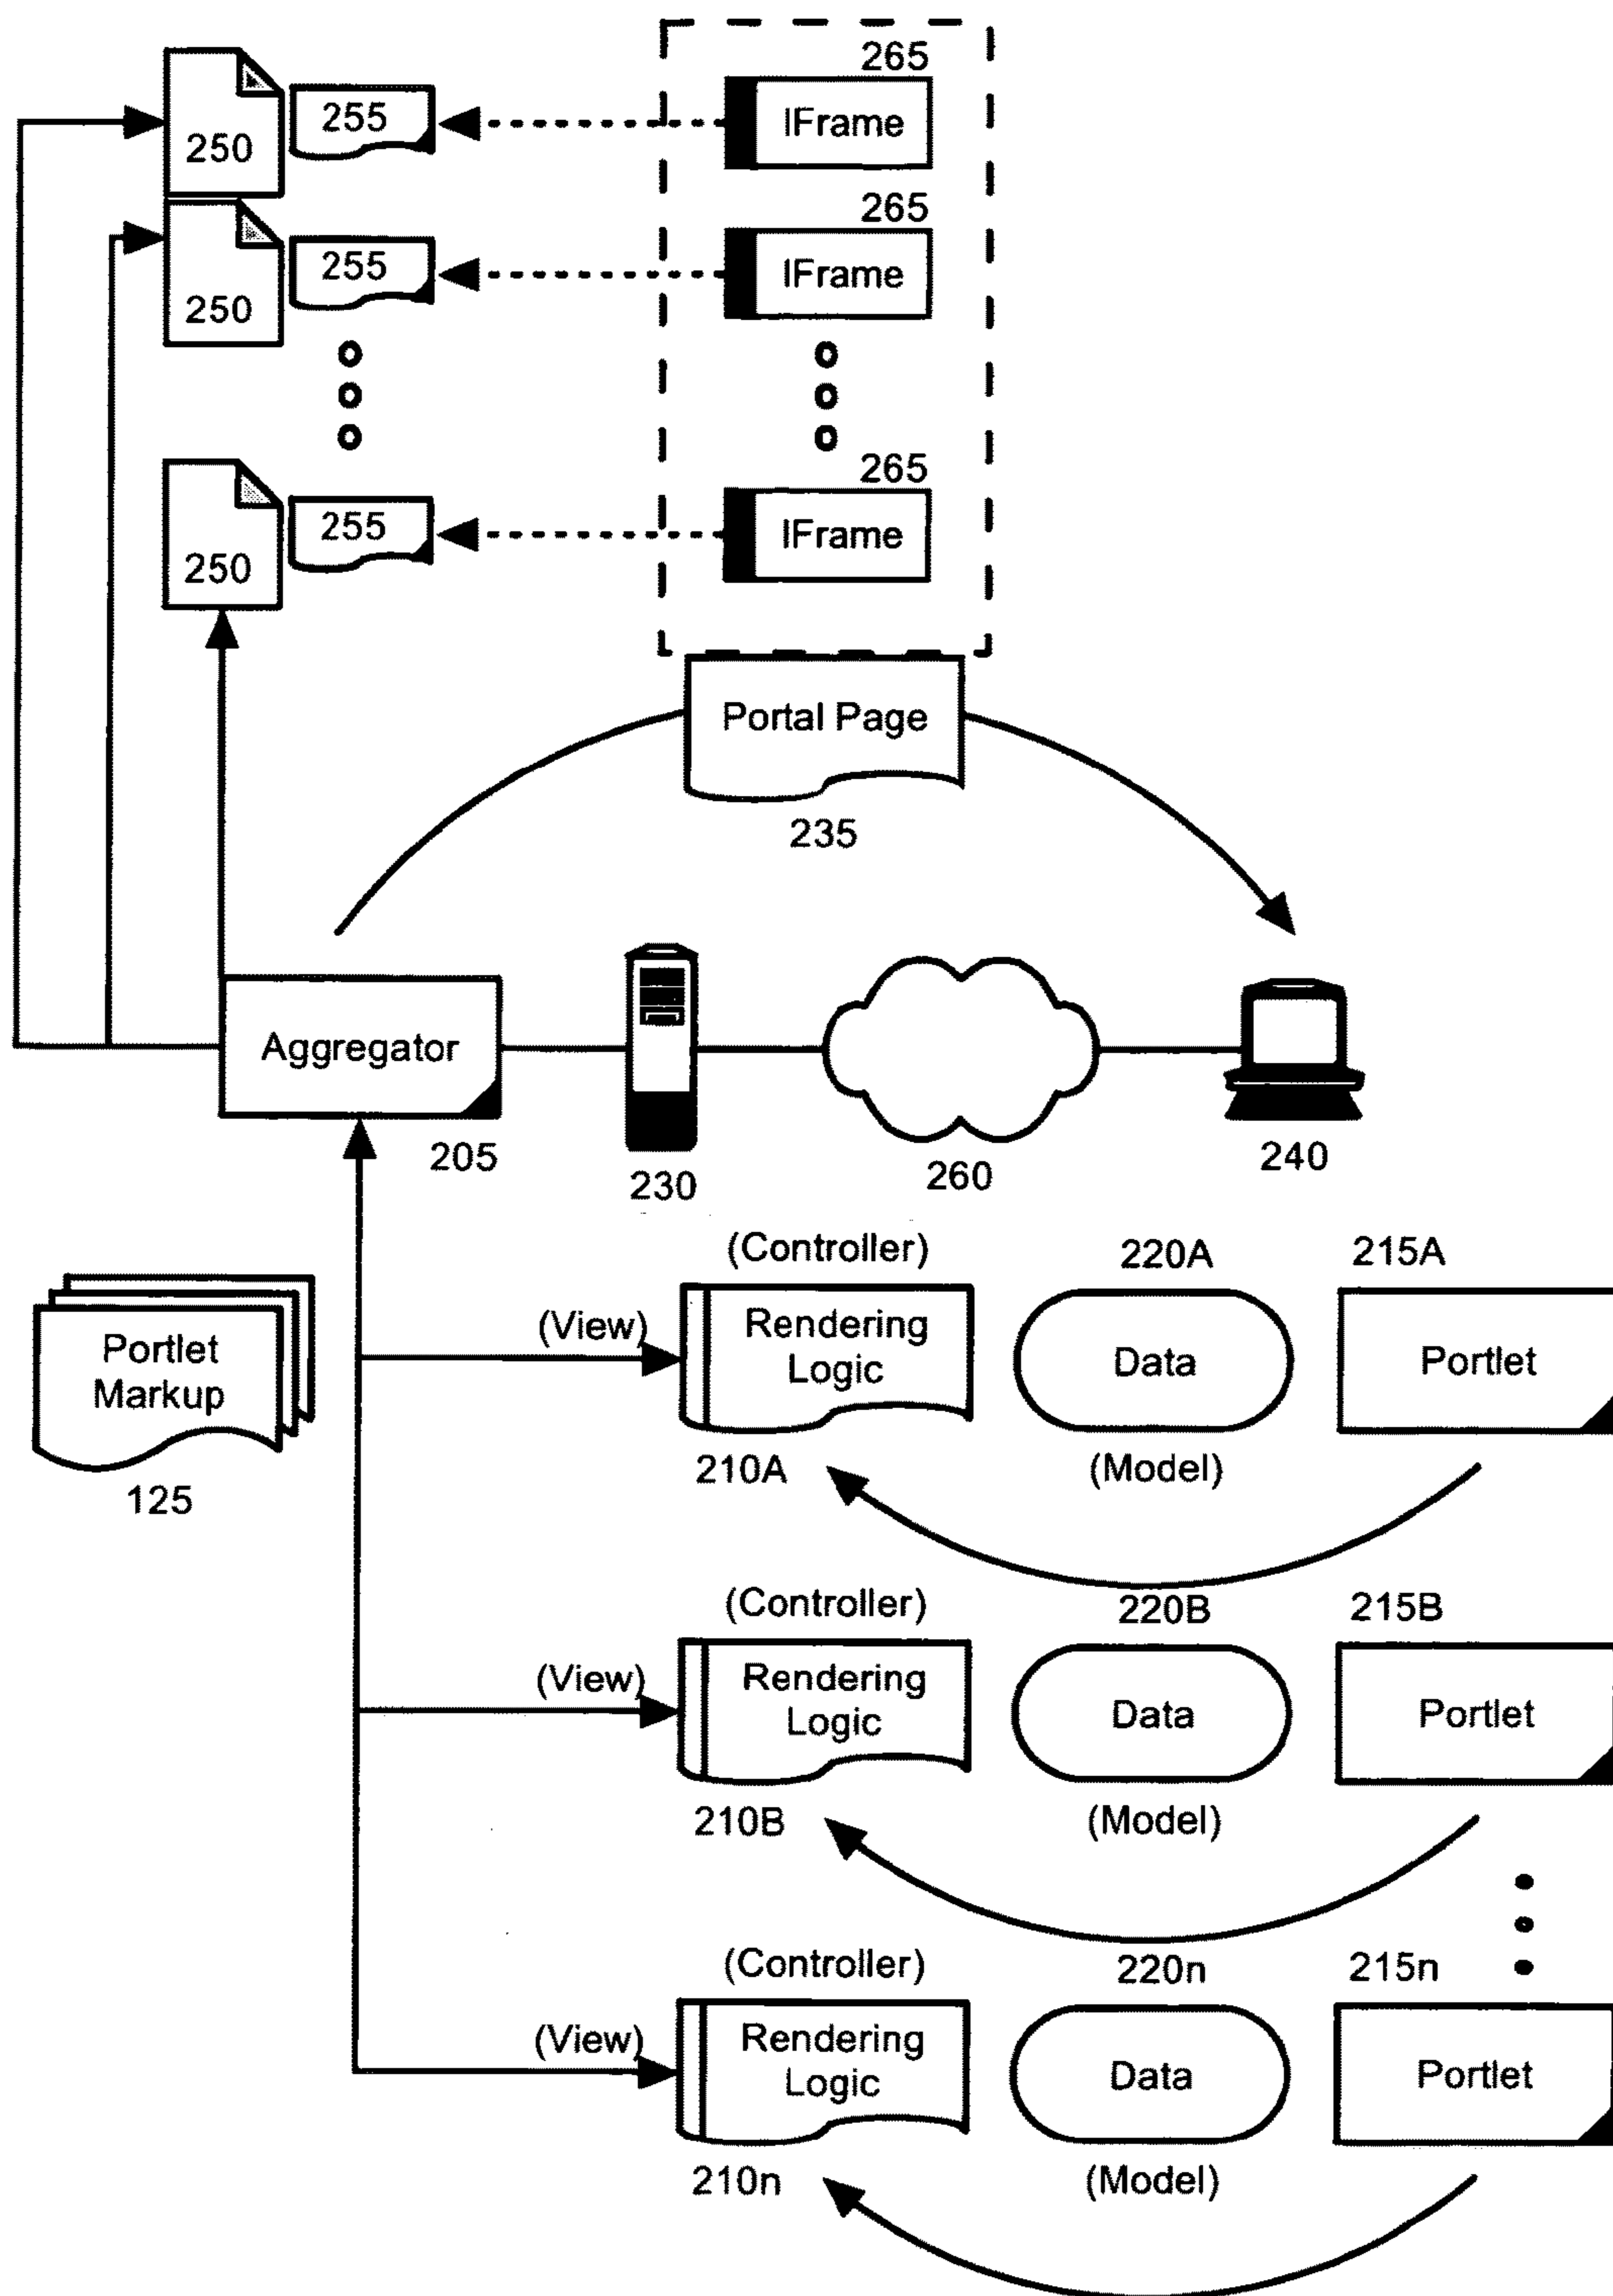 265
IFrame
255
250
265
IFrame
255
250
265
IFrame
255
250
Portal Page
235
Aggregator
205
230
260
240
Portlet
Markup
125
(Controller)
220A
215A
(View)
Rendering
Logic
Data
Portlet
210A
(Model)
(Controller)
220B
215B
(View)
Rendering
Logic
Data
Portlet
210B
(Model)
(Controller)
220n
215n
(View)
Rendering
Logic
Data
Portlet
210n
(Model)